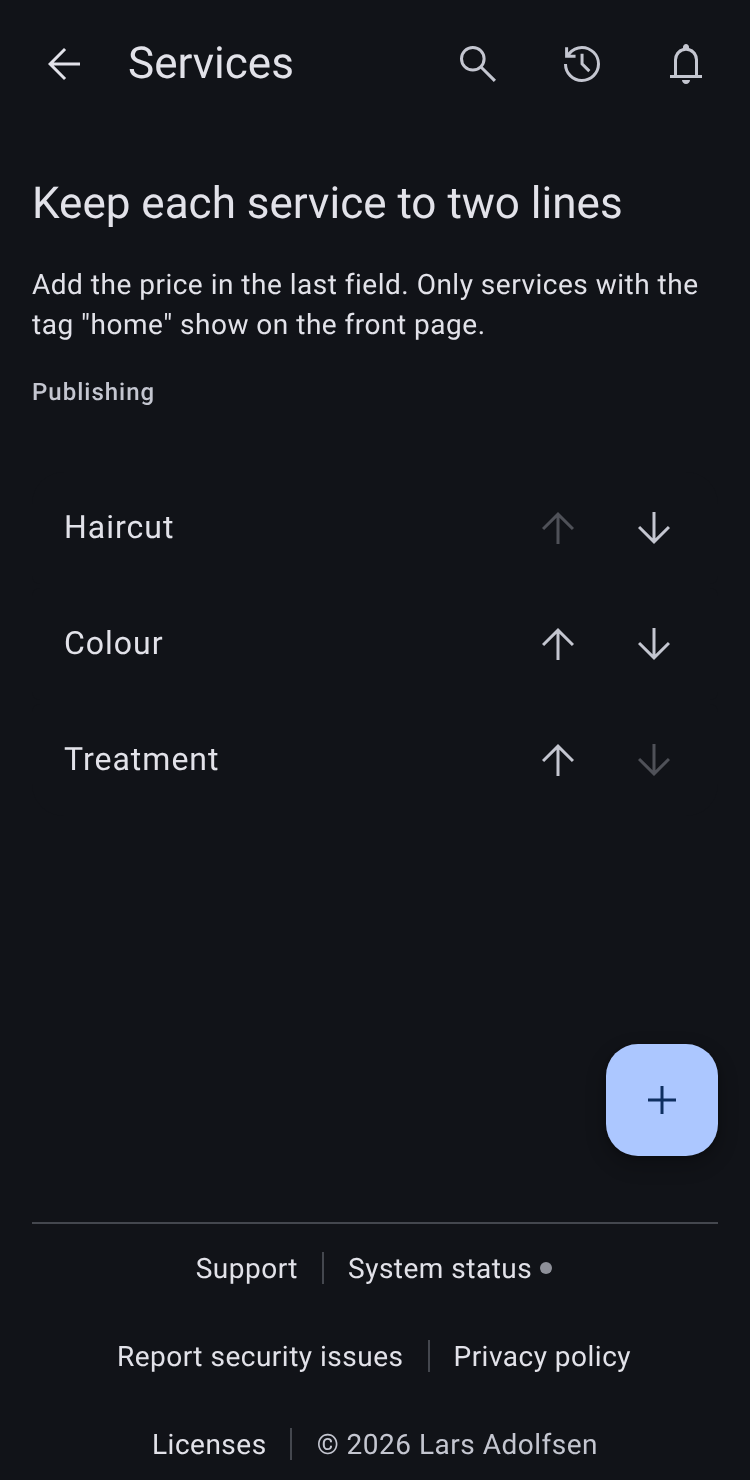 Services
Keep each service to two lines
Add the price in the last field. Only services with the
tag "home" show on the front page.
Publishing
Haircut
Colour
Treatment
Support
System status
Report security issues
Privacy policy
Licenses
© 2026 Lars Adolfsen